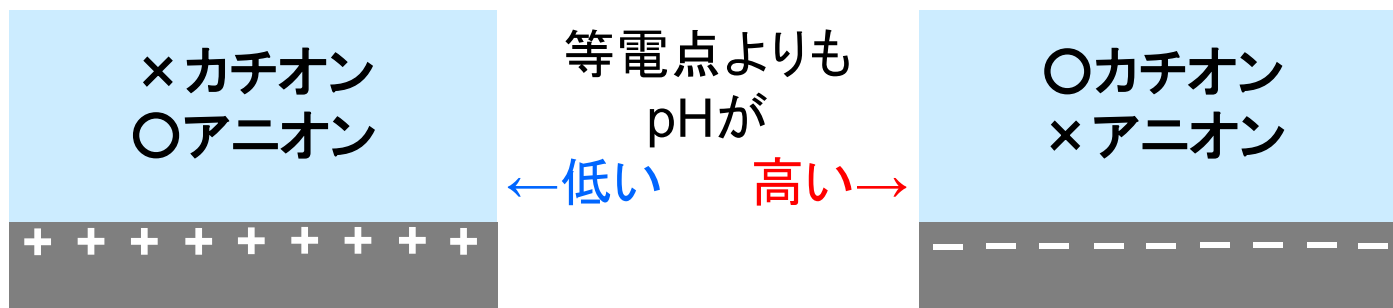 ×カチオン
〇アニオン
+ + + + + + + + +
等電点よりも
pHが
←低い 高い→
〇カチオン
×アニオン
− − − − − − − − −